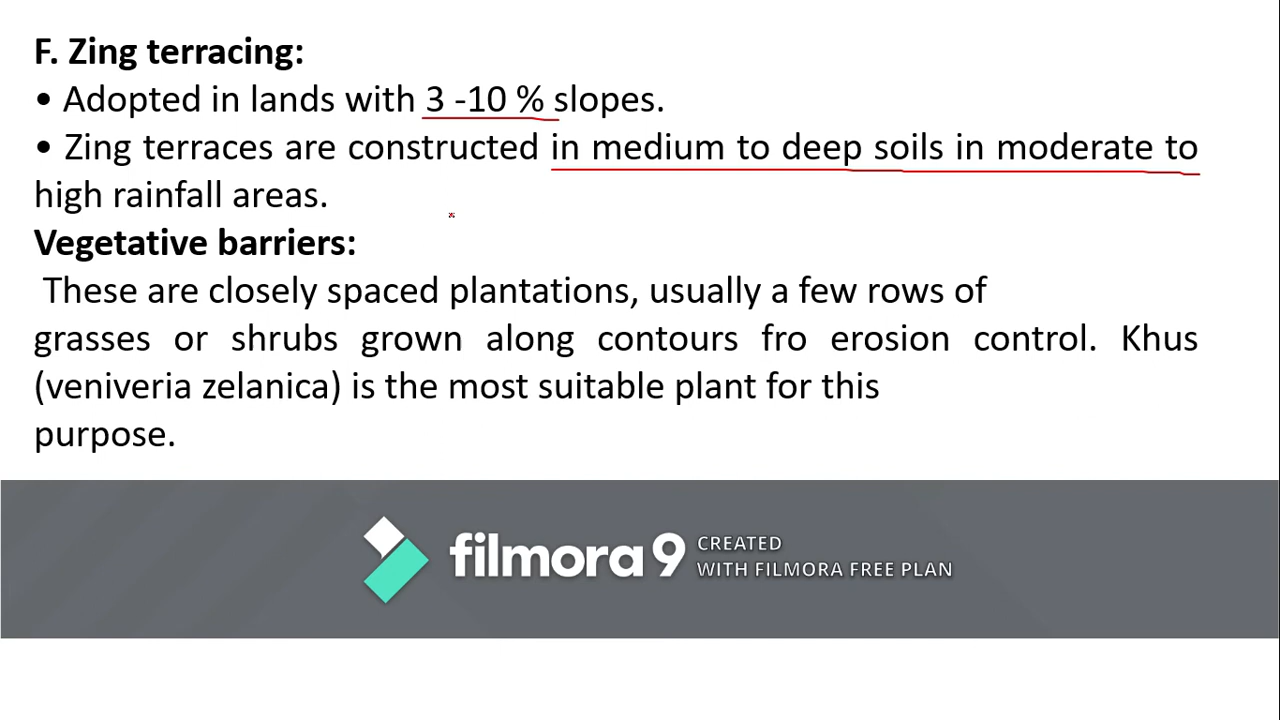 F. Zing terracing:
• Adopted in lands with 3 -10 % slopes.
• Zing terraces are constructed in medium to deep soils in moderate to
high rainfall areas.
Vegetative barriers:
These are closely spaced plantations, usually a few rows of
grasses or shrubs grown along contours fro erosion control. Khus
(veniveria zelanica) is the most suitable plant for this
purpose.
filmora 9 CREATED
WITH FILMORA FREE PLAN